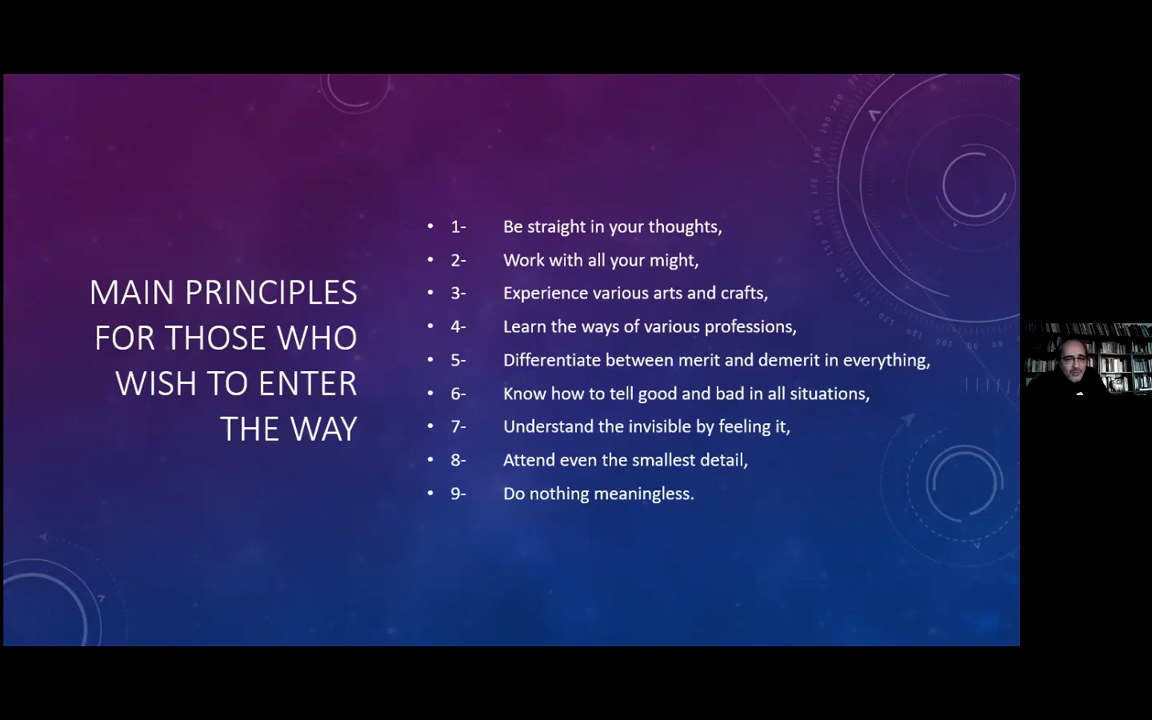 MAIN PRINCIPLES
FOR THOSE WHO
WISH TO ENTER
THE WAY
• 1- Be straight in your thoughts,
• 2- Work with all your might,
• 3- Experience various arts and crafts,
• 4- Learn the ways of various professions,
• 5- Differentiate between merit and demerit in everything,
• 6- Know how to tell good and bad in all situations,
• 7- Understand the invisible by feeling it,
• 8- Attend even the smallest detail,
• 9- Do nothing meaningless.